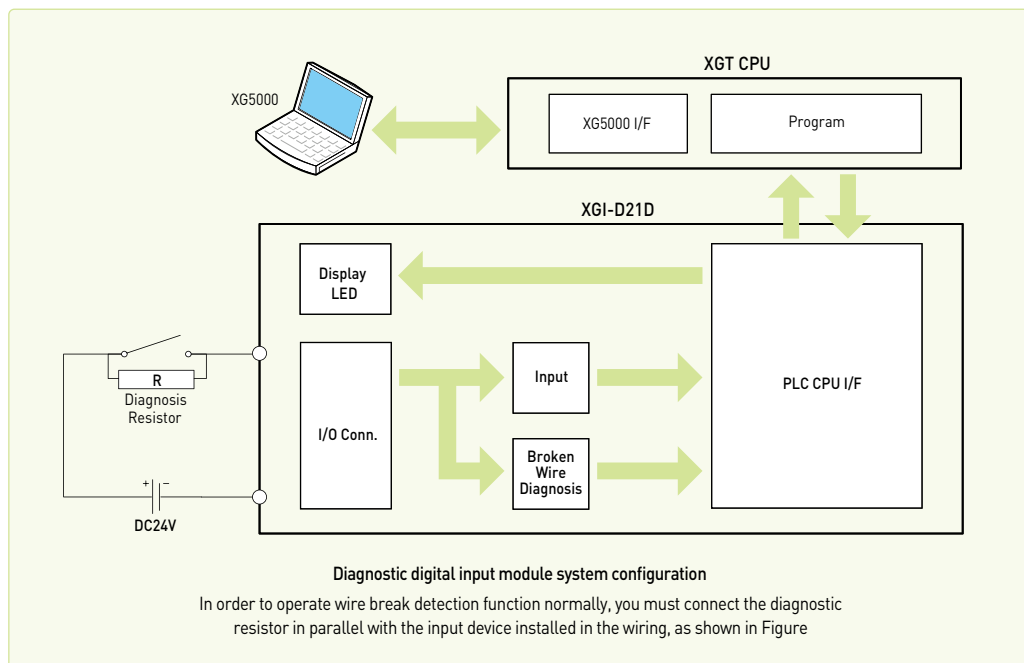 XGT CPU
XG5000
XG5000 I/F
Program
XGI-D21D
Display
LED
R
Diagnosis
Resistor
I/O Conn.
Input
Broken
Wire
Diagnosis
PLC CPU I/F
+ −
DC24V
Diagnostic digital input module system configuration
In order to operate wire break detection function normally, you must connect the diagnostic
resistor in parallel with the input device installed in the wiring, as shown in Figure